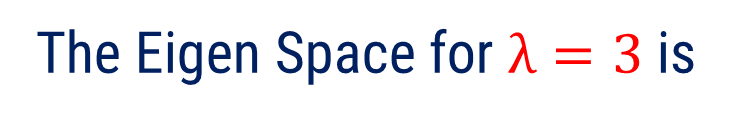 The Eigen Space for λ = 3 is